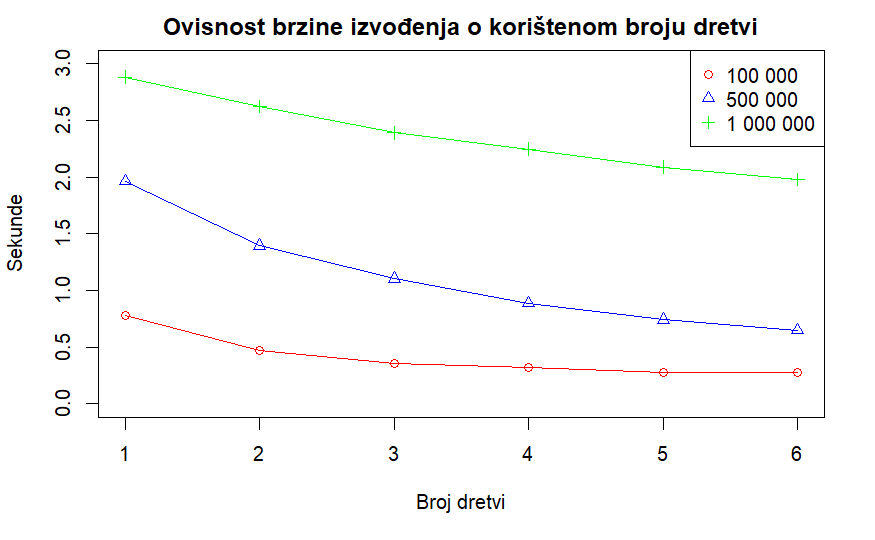 Ovisnost brzine izvođenja o korištenom broju dretvi
100 000
500 000
1 000 000
Sekunde
3.0
2.5
2.0
1.5
1.0
0.5
0.0
1 2 3 4 5 6
Broj dretvi